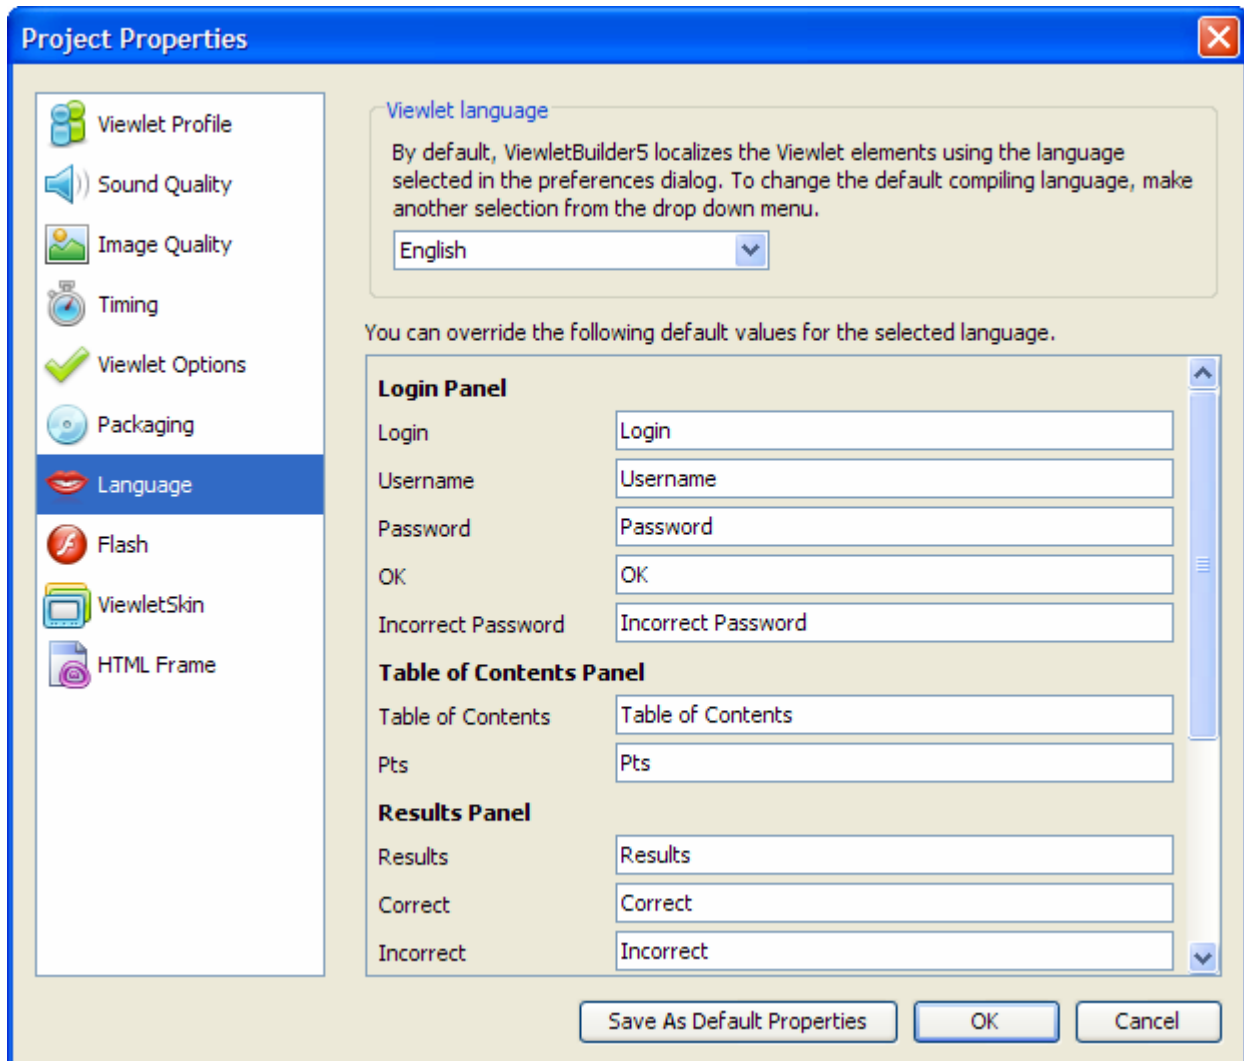 Project Properties
Viewlet Profile
Sound Quality
Image Quality
Timing
Viewlet Options
Packaging
Language
Flash
ViewletSkin
HTML Frame
Viewlet language
By default, ViewletBuilder5 localizes the Viewlet elements using the language
selected in the preferences dialog. To change the default compiling language, make
another selection from the drop down menu.
English
You can override the following default values for the selected language.
Login Panel
Login Login
Username Username
Password Password
OK OK
Incorrect Password Incorrect Password
Table of Contents Panel
Table of Contents Table of Contents
Pts Pts
Results Panel
Results Results
Correct Correct
Incorrect Incorrect
Save As Default Properties OK Cancel